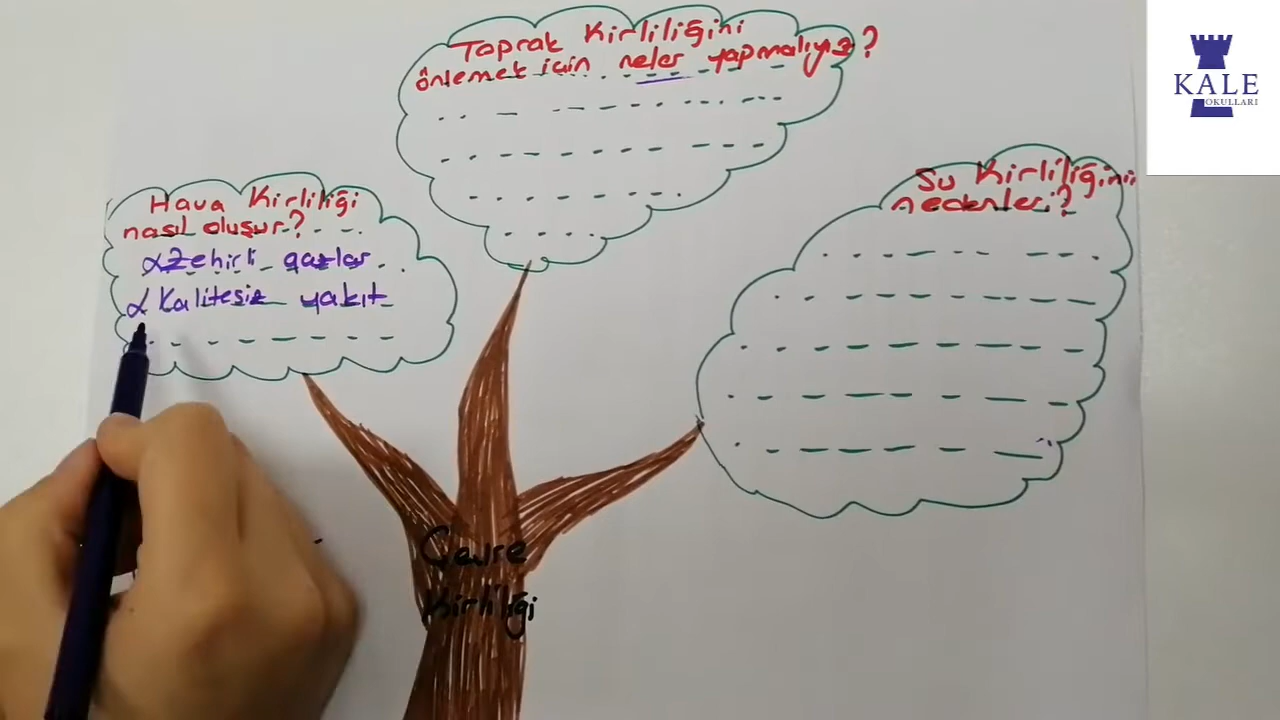 Toprak Kirliliğini
önlemek için neler yapmalıyız?
KALE
OKULLARI
Hava Kirliliği
nasıl oluşur?
Zehirli gazlar
Kalitesiz yakıt
Su Kirliliğini
nedenleri?
Çevre
Kirliliği